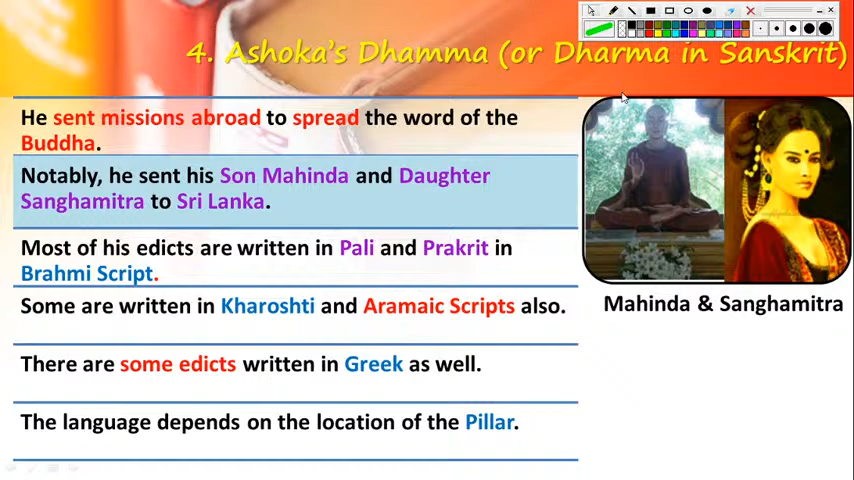 4. Ashoka's Dhamma (or Dharma in Sanskrit)
He sent missions abroad to spread the word of the
Buddha.
Notably, he sent his Son Mahinda and Daughter
Sanghamitra to Sri Lanka.
Most of his edicts are written in Pali and Prakrit in
Brahmi Script.
Some are written in Kharoshti and Aramaic Scripts also.
There are some edicts written in Greek as well.
The language depends on the location of the Pillar.
Mahinda & Sanghamitra